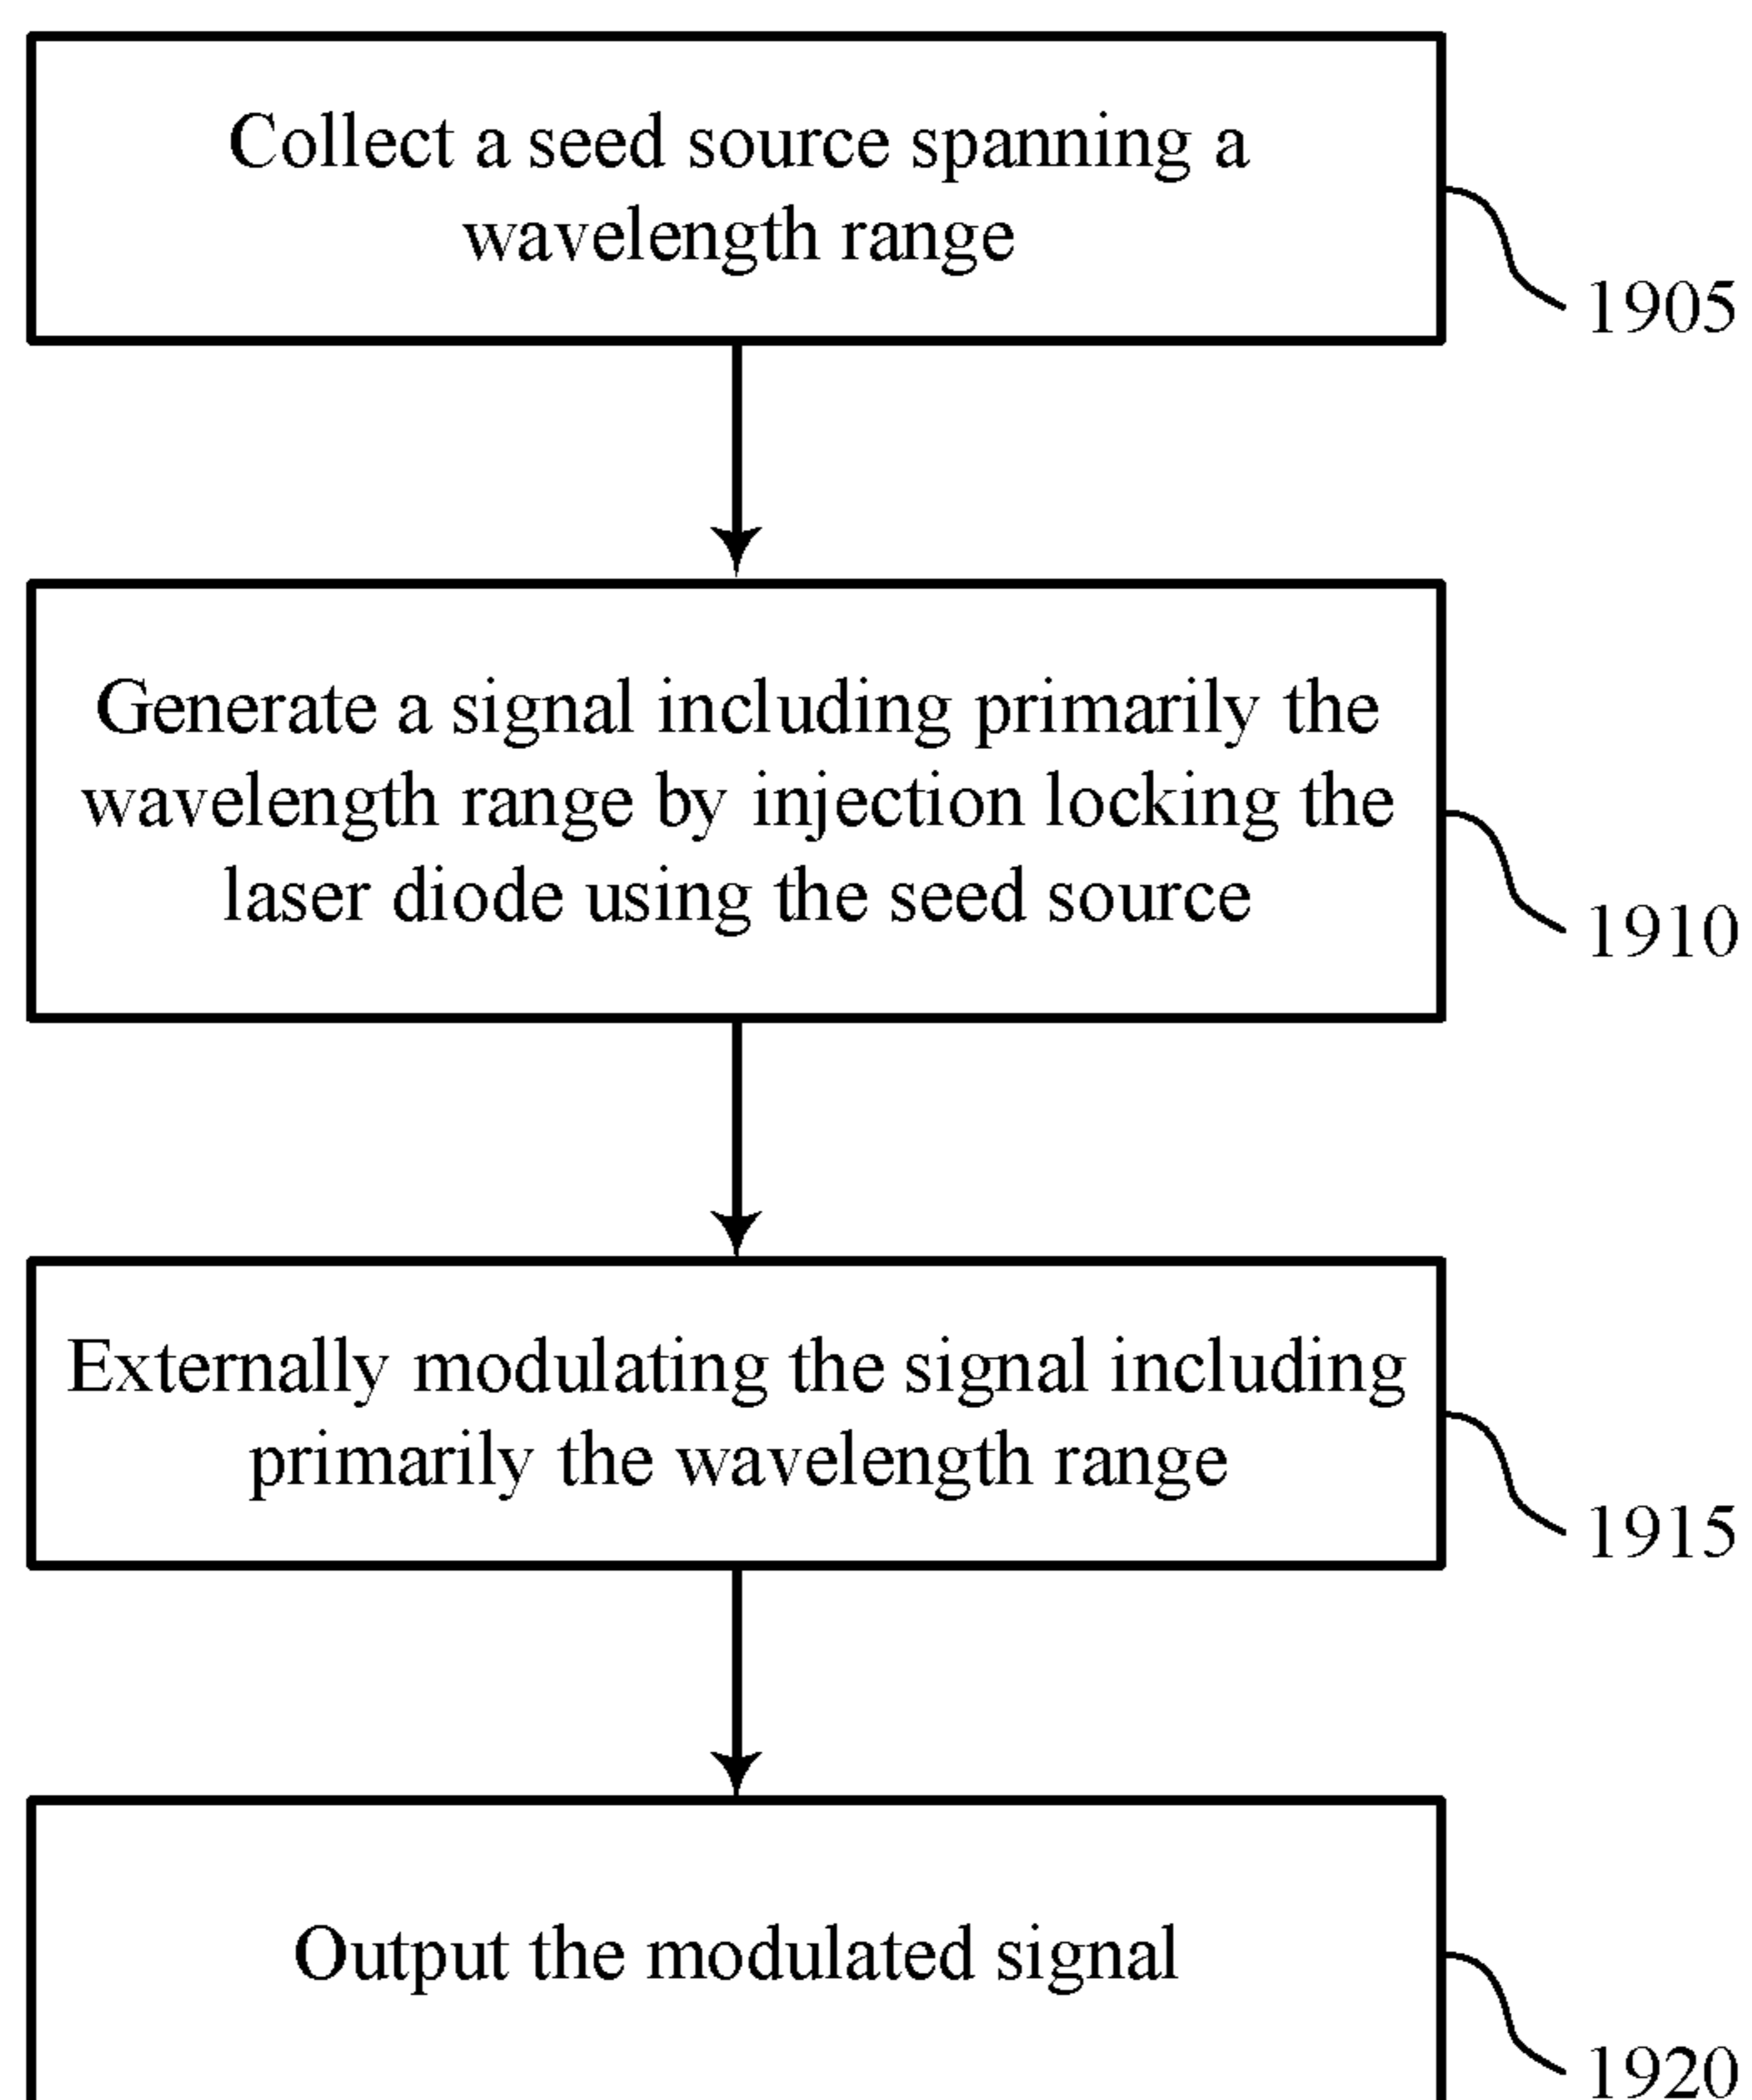 Collect a seed source spanning a
wavelength range
1905
Generate a signal including primarily the
wavelength range by injection locking the
laser diode using the seed source
1910
Externally modulating the signal including
primarily the wavelength range
1915
Output the modulated signal
1920